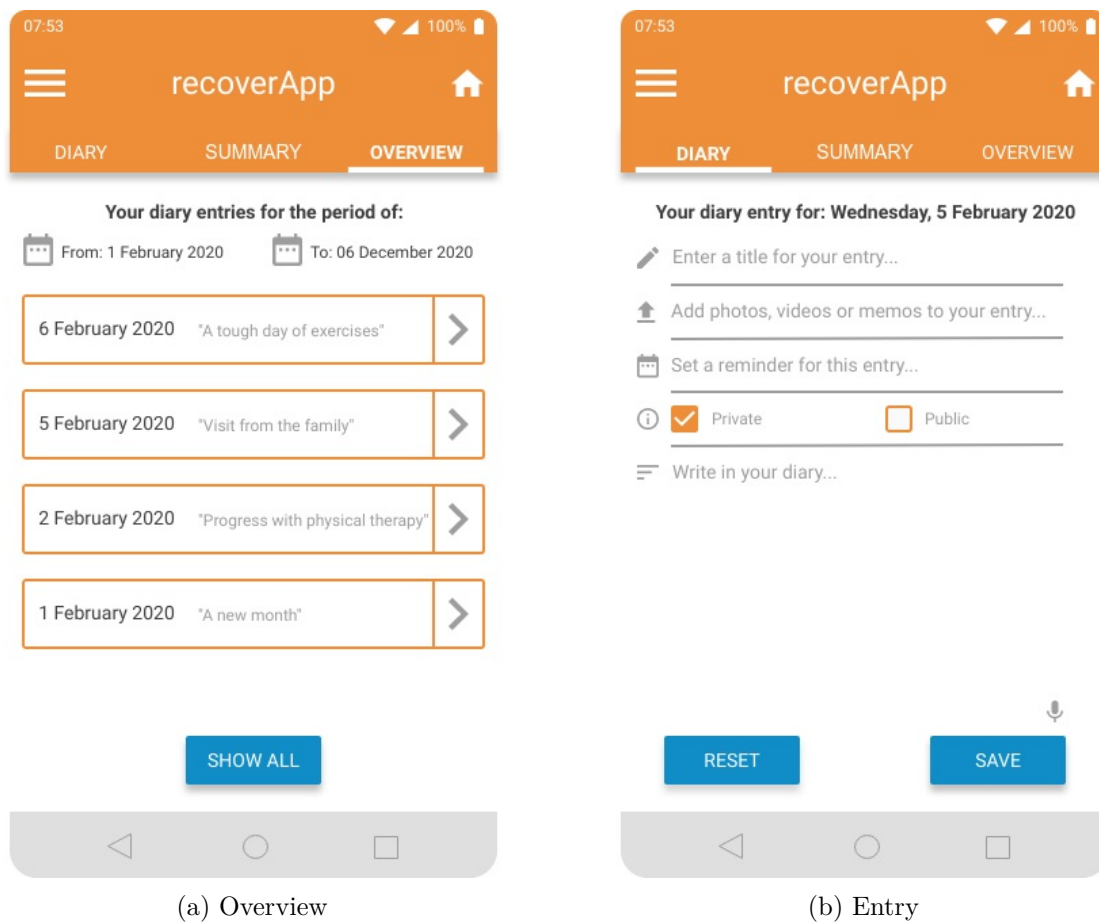 07:53 100%
recoverApp
DIARY SUMMARY OVERVIEW
Your diary entries for the period of:
From: 1 February 2020 To: 06 December 2020
6 February 2020 "A tough day of exercises"
5 February 2020 "Visit from the family"
2 February 2020 "Progress with physical therapy"
1 February 2020 "A new month"
SHOW ALL
(a) Overview
07:53 100%
recoverApp
DIARY SUMMARY OVERVIEW
Your diary entry for: Wednesday, 5 February 2020
Enter a title for your entry...
Add photos, videos or memos to your entry...
Set a reminder for this entry...
Private Public
Write in your diary...
RESET SAVE
(b) Entry